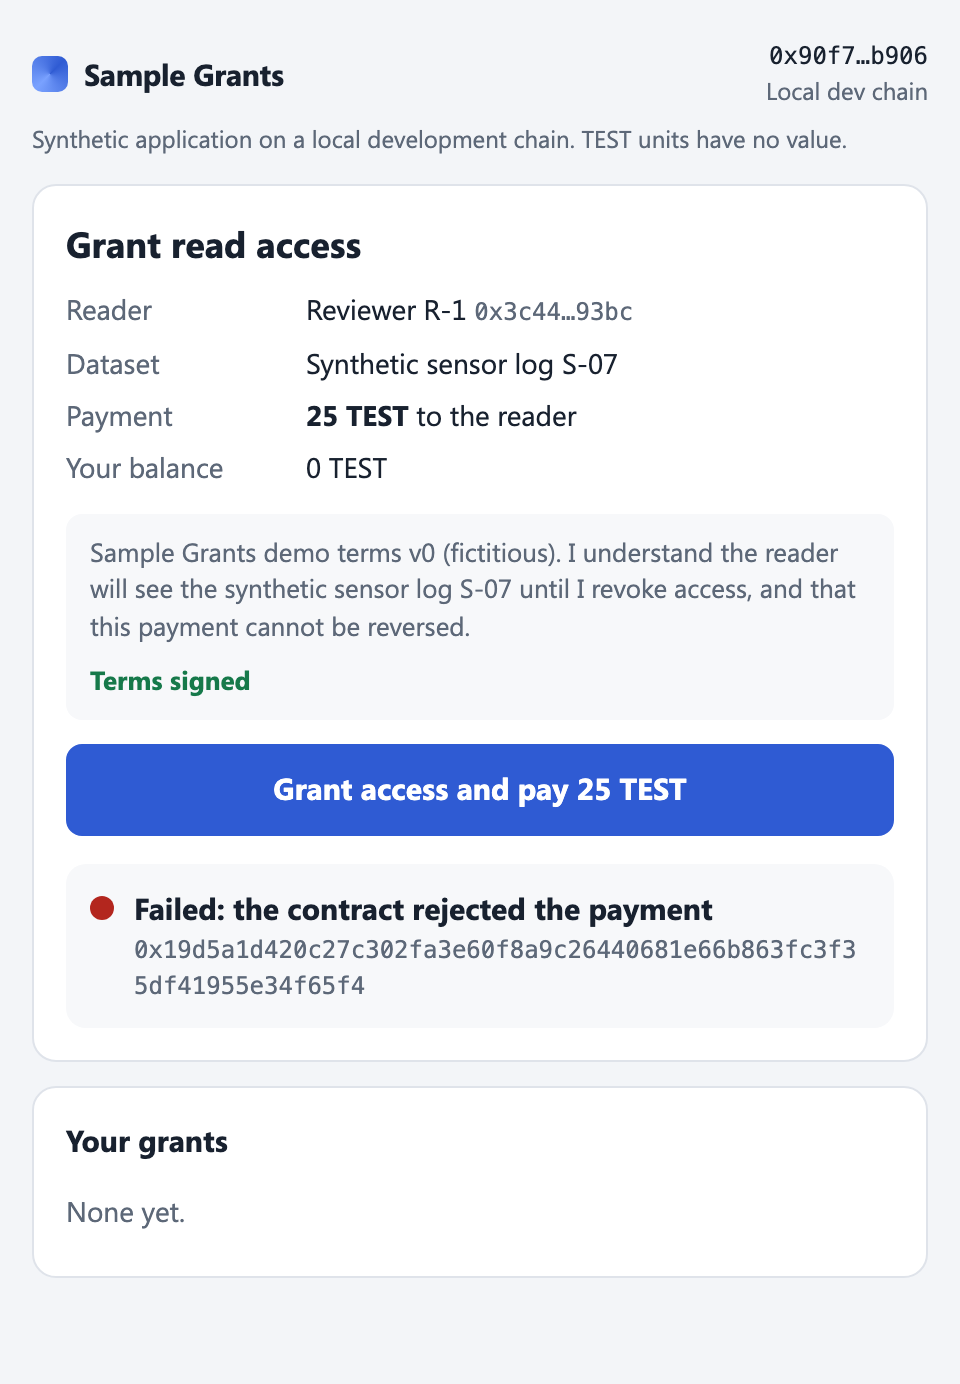 Sample Grants
0x90f7…b906
Local dev chain
Synthetic application on a local development chain. TEST units have no value.
Grant read access
Reader Reviewer R-1 0x3c44…93bc
Dataset Synthetic sensor log S-07
Payment 25 TEST to the reader
Your balance 0 TEST
Sample Grants demo terms v0 (fictitious). I understand the reader
will see the synthetic sensor log S-07 until I revoke access, and that
this payment cannot be reversed.
Terms signed
Grant access and pay 25 TEST
Failed: the contract rejected the payment
0x19d5a1d420c27c302fa3e60f8a9c26440681e66b863fc3f3
5df41955e34f65f4
Your grants
None yet.